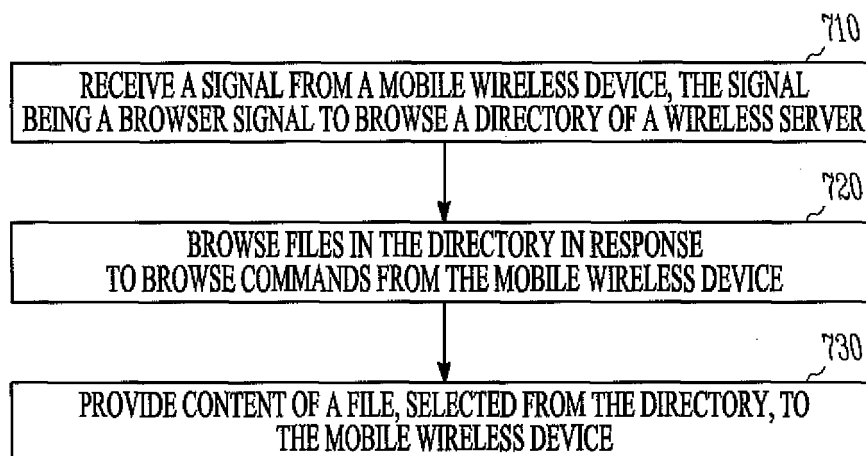 710
RECEIVE A SIGNAL FROM A MOBILE WIRELESS DEVICE, THE SIGNAL
BEING A BROWSER SIGNAL TO BROWSE A DIRECTORY OF A WIRELESS SERVER
720
BROWSE FILES IN THE DIRECTORY IN RESPONSE
TO BROWSE COMMANDS FROM THE MOBILE WIRELESS DEVICE
730
PROVIDE CONTENT OF A FILE, SELECTED FROM THE DIRECTORY, TO
THE MOBILE WIRELESS DEVICE